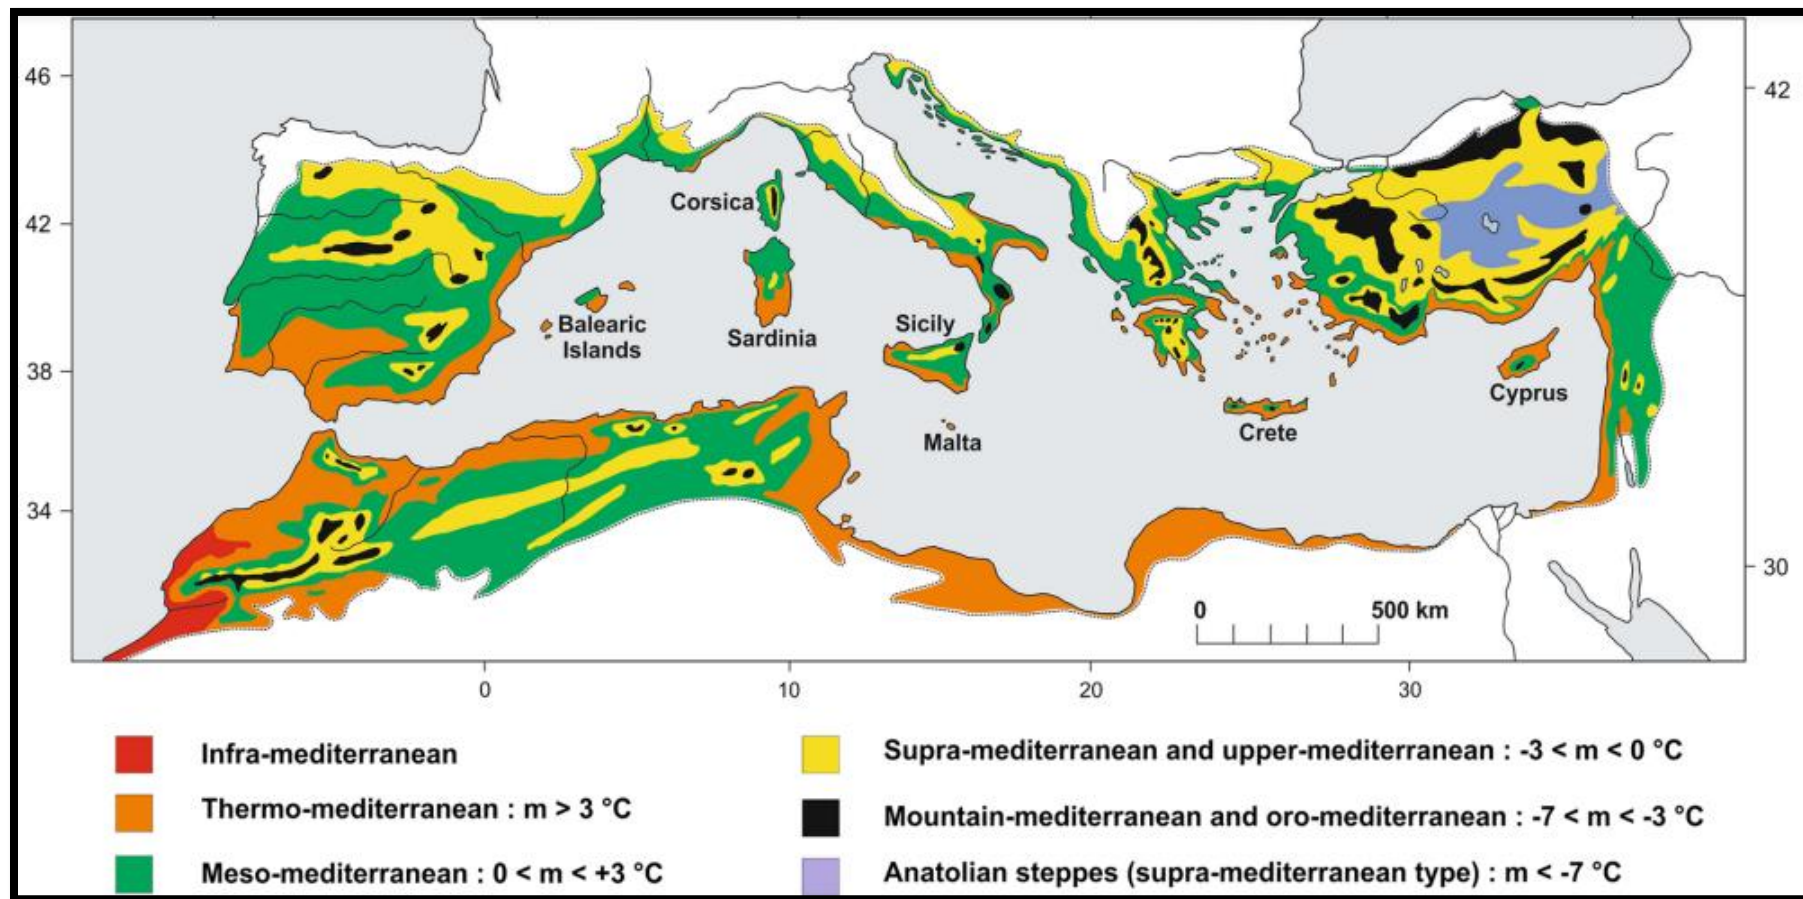 46
42
42
38
34
30
Corsica
Balearic
Islands
Sardinia
Sicily
Malta
Crete
Cyprus
0
500 km
0
10
20
30
Infra-mediterranean
Thermo-mediterranean : m > 3 °C
Meso-mediterranean : 0 < m < +3 °C
Supra-mediterranean and upper-mediterranean : -3 < m < 0 °C
Mountain-mediterranean and oro-mediterranean : -7 < m < -3 °C
Anatolian steppes (supra-mediterranean type) : m < -7 °C